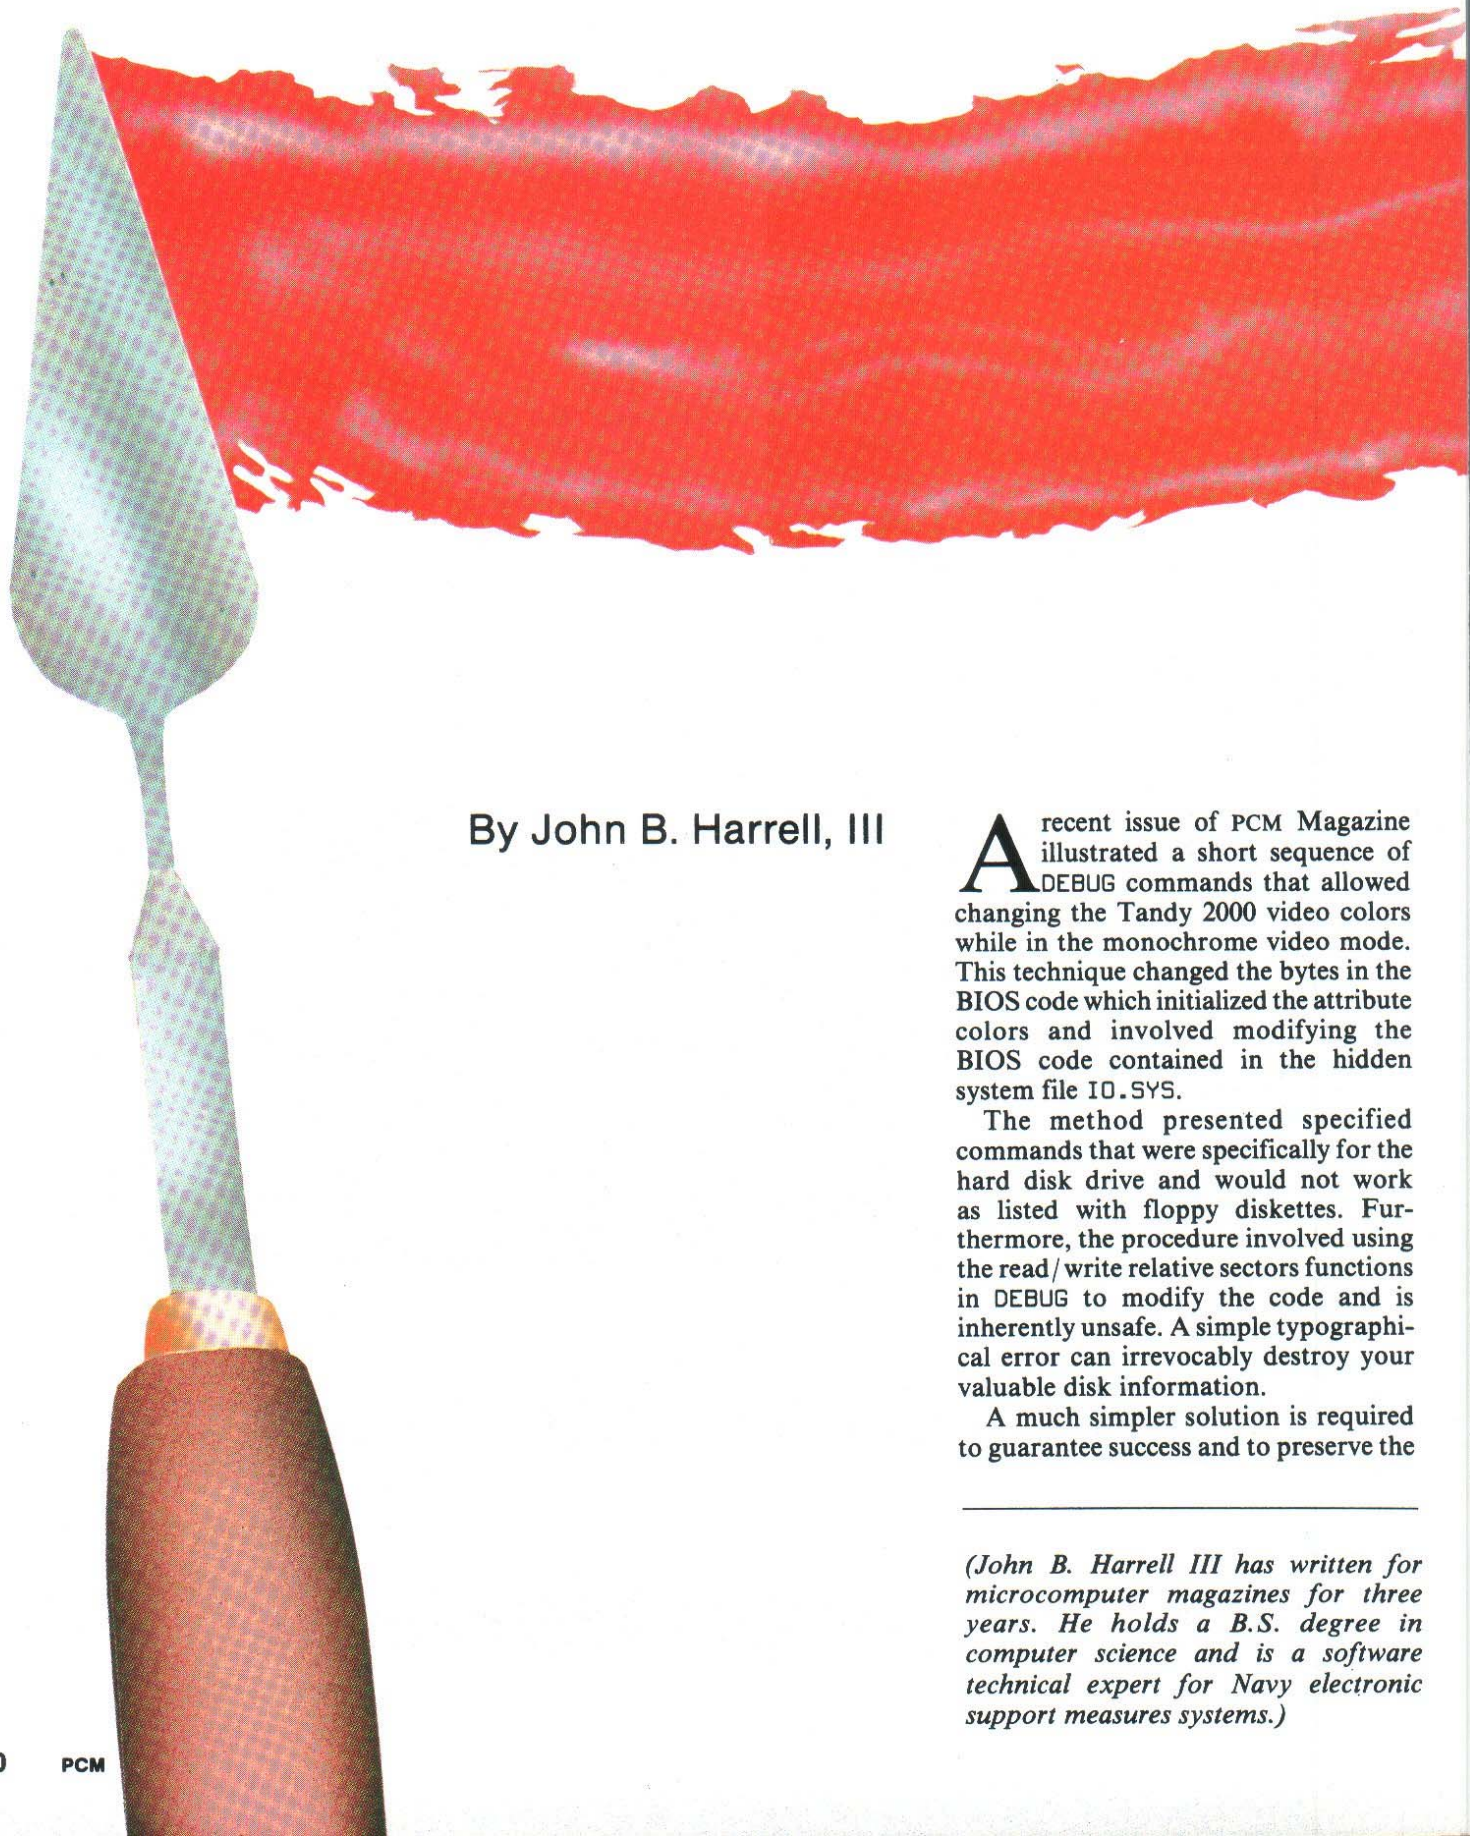 By John B. Harrell, III
A recent issue of PCM Magazine
illustrated a short sequence of
DEBUG commands that allowed
changing the Tandy 2000 video colors
while in the monochrome video mode.
This technique changed the bytes in the
BIOS code which initialized the attribute
colors and involved modifying the
BIOS code contained in the hidden
system file IO.SYS.
The method presented specified
commands that were specifically for the
hard disk drive and would not work
as listed with floppy diskettes. Fur-
thermore, the procedure involved using
the read/write relative sectors functions
in DEBUG to modify the code and is
inherently unsafe. A simple typographi-
cal error can irrevocably destroy your
valuable disk information.
A much simpler solution is required
to guarantee success and to preserve the
(John B. Harrell III has written for
microcomputer magazines for three
years. He holds a B.S. degree in
computer science and is a software
technical expert for Navy electronic
support measures systems.)
PCM